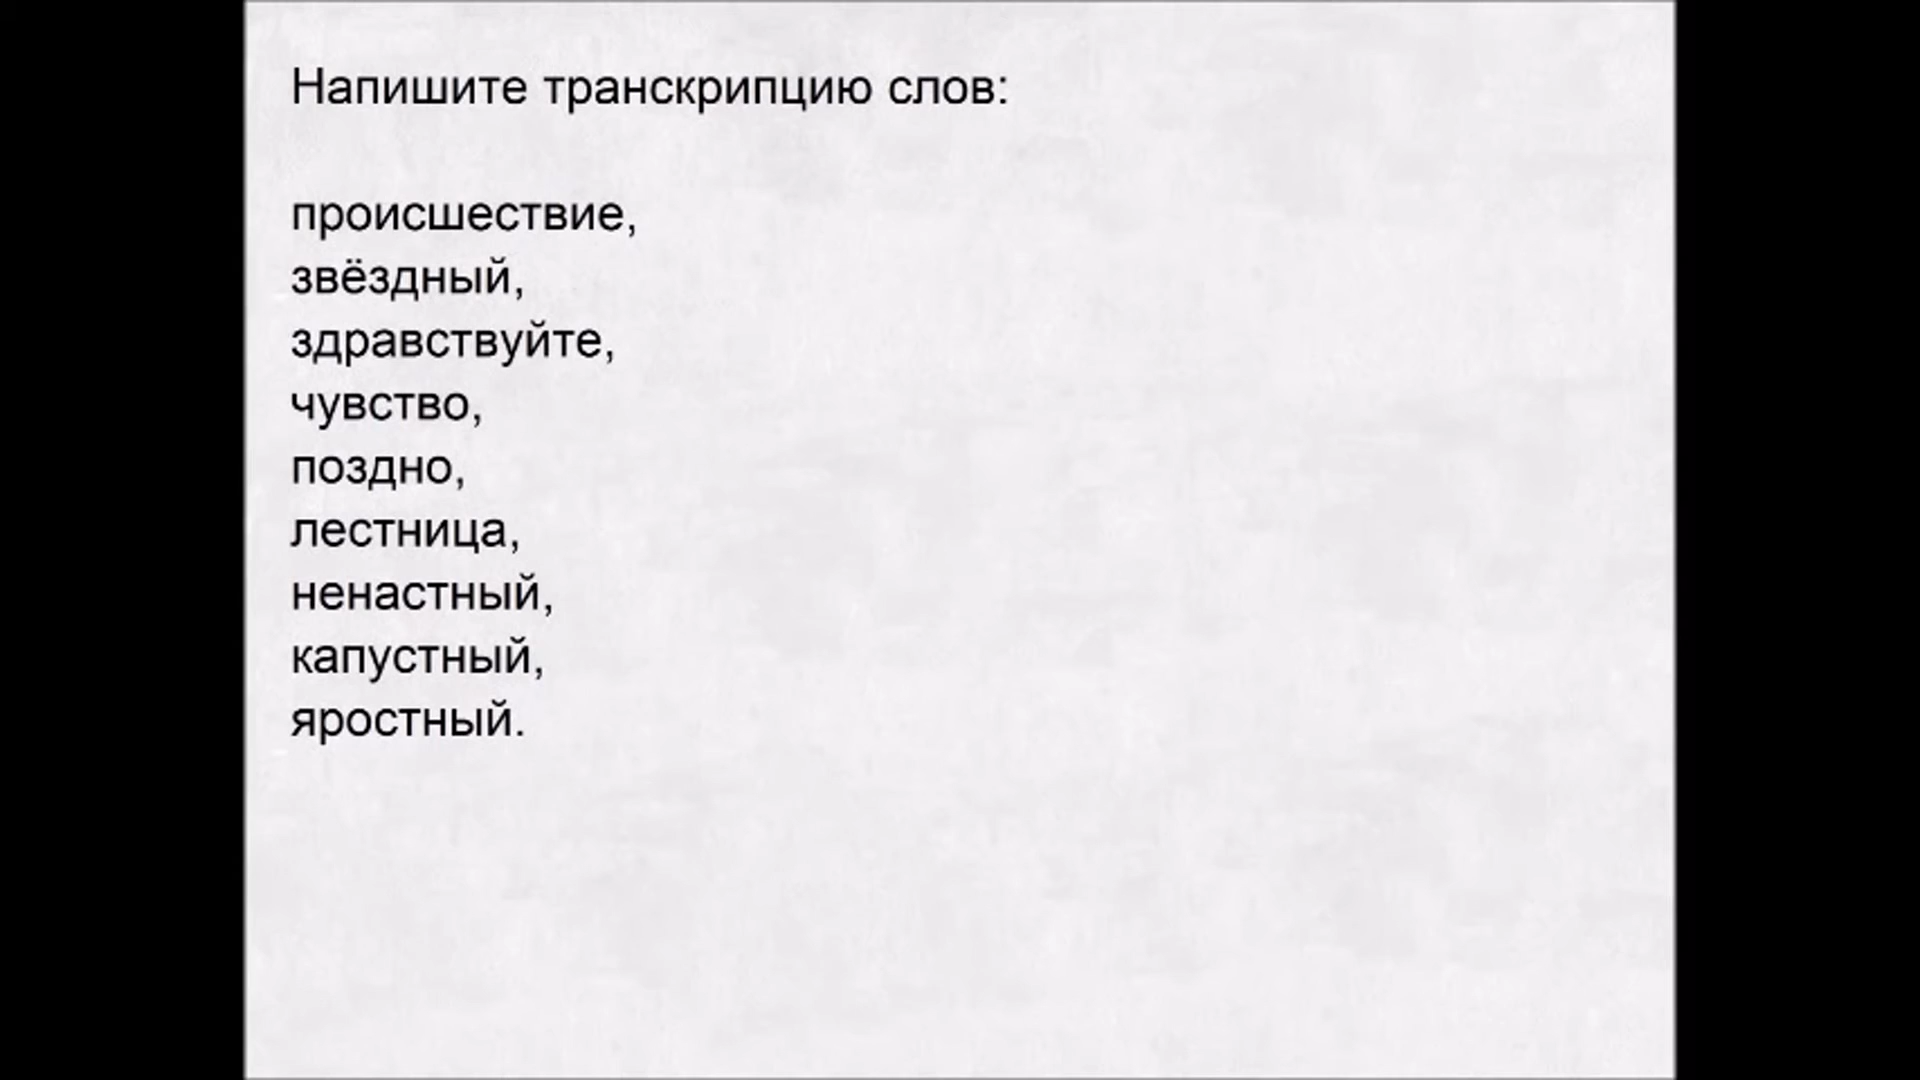 Напишите транскрипцию слов:
происшествие,
звёздный,
здравствуйте,
чувство,
поздно,
лестница,
ненастный,
капустный,
яростный.